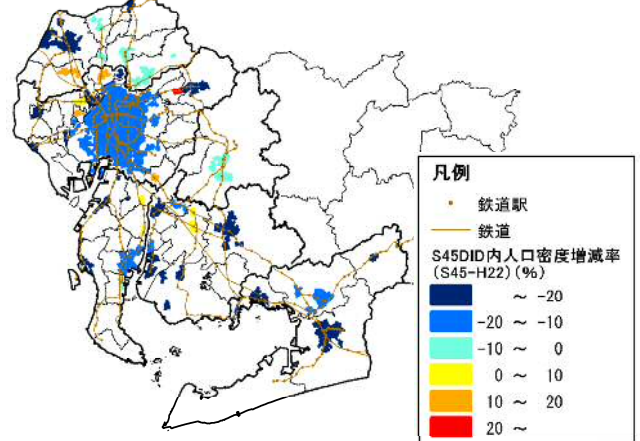 凡例
鉄道駅
鉄道
S45DID内人口密度増減率
(S45-H22)(%)
～ -20
-20 ～ -10
-10 ～ 0
0 ～ 10
10 ～ 20
20 ～